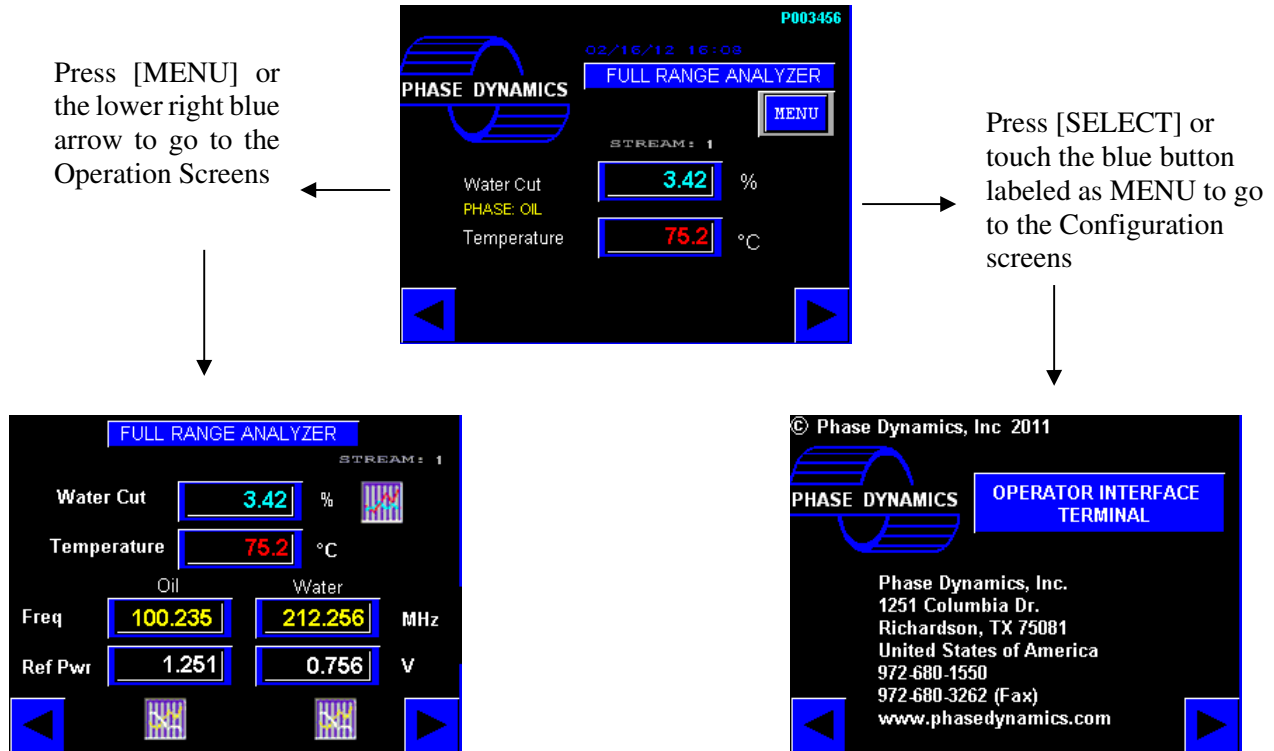 Press [MENU] or
the lower right blue
arrow to go to the
Operation Screens
P003456
02/16/12 16:09
PHASE DYNAMICS
FULL RANGE ANALYZER
MENU
STREAM: 1
Water Cut 3.42 %
PHASE: OIL
Temperature 75.2 °C
Press [SELECT] or
touch the blue button
labeled as MENU to go
to the Configuration
screens
FULL RANGE ANALYZER
STREAM: 1
Water Cut 3.42 %
Temperature 75.2 °C
Oil Water
Freq 100.235 212.256 MHz
Ref Pwr 1.251 0.756 V
© Phase Dynamics, Inc 2011
PHASE DYNAMICS
OPERATOR INTERFACE
TERMINAL
Phase Dynamics, Inc.
1251 Columbia Dr.
Richardson, TX 75081
United States of America
972-680-1550
972-680-3262 (Fax)
www.phasedynamics.com